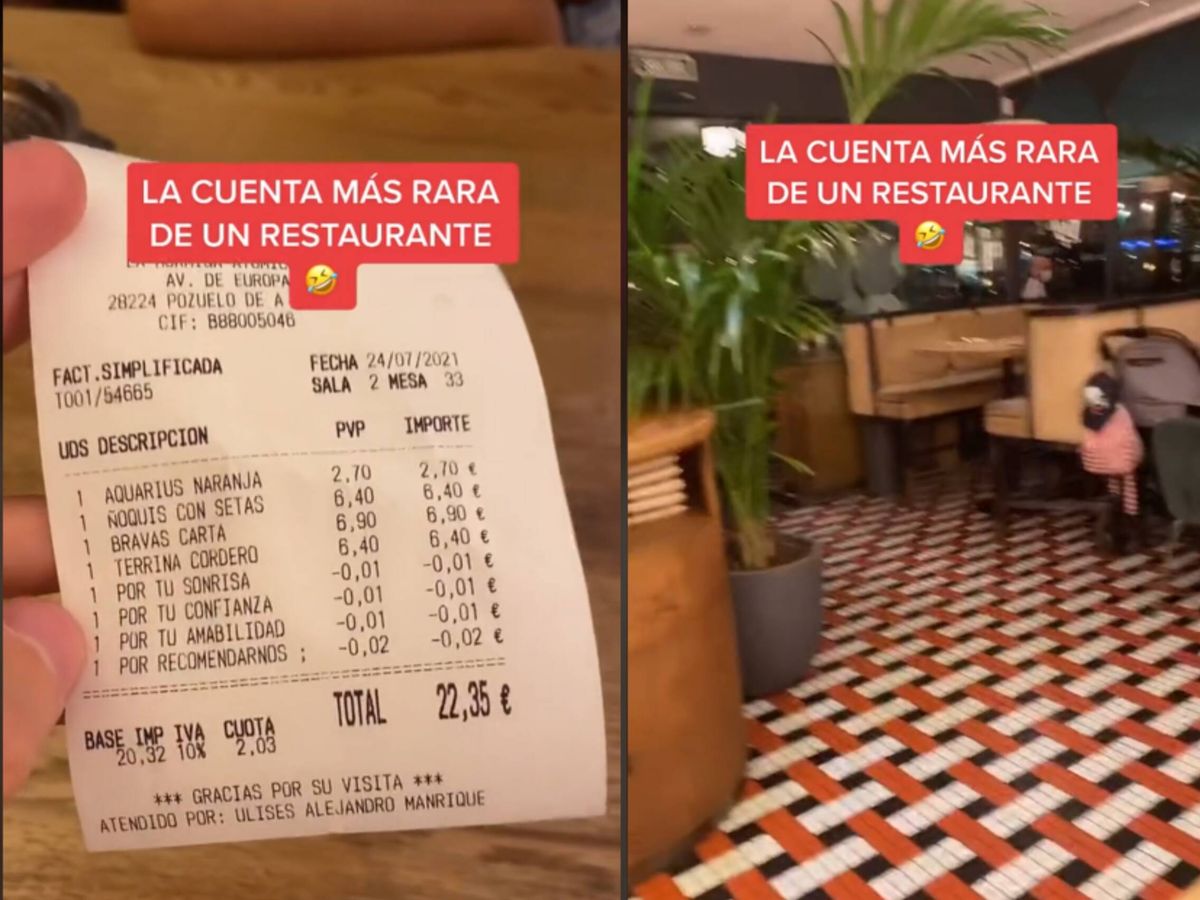 LA CUENTA MÁS RARA
DE UN RESTAURANTE
🤣
AV. DE EUROPA
28224 POZUELO DE A
CIF: B88005046
FACT.SIMPLIFICADA
T001/54665
FECHA 24/07/2021
SALA 2 MESA 33
UDS DESCRIPCION PVP IMPORTE
1 AQUARIUS NARANJA 2,70 2,70 €
1 ÑOQUIS CON SETAS 6,40 6,40 €
1 BRAVAS CARTA 6,90 6,90 €
1 TERRINA CORDERO 6,40 6,40 €
1 POR TU SONRISA -0,01 -0,01 €
1 POR TU CONFIANZA -0,01 -0,01 €
1 POR TU AMABILIDAD -0,01 -0,01 €
1 POR RECOMENDARNOS ; -0,02 -0,02 €
TOTAL 22,35 €
BASE IMP IVA CUOTA
20,32 10% 2,03
*** GRACIAS POR SU VISITA ***
ATENDIDO POR: ULISES ALEJANDRO MANRIQUE
LA CUENTA MÁS RARA
DE UN RESTAURANTE
🤣